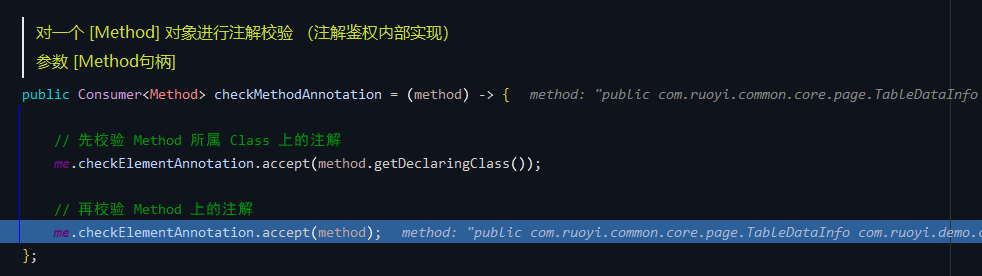 对一个 [Method] 对象进行注解校验 （注解鉴权内部实现）
参数 [Method句柄]
public Consumer<Method> checkMethodAnnotation = (method) -> {   method: "public com.ruoyi.common.core.page.TableDataInfo
// 先校验 Method 所属 Class 上的注解
me.checkElementAnnotation.accept(method.getDeclaringClass());
// 再校验 Method 上的注解
me.checkElementAnnotation.accept(method);   method: "public com.ruoyi.common.core.page.TableDataInfo com.ruoyi.demo.
};